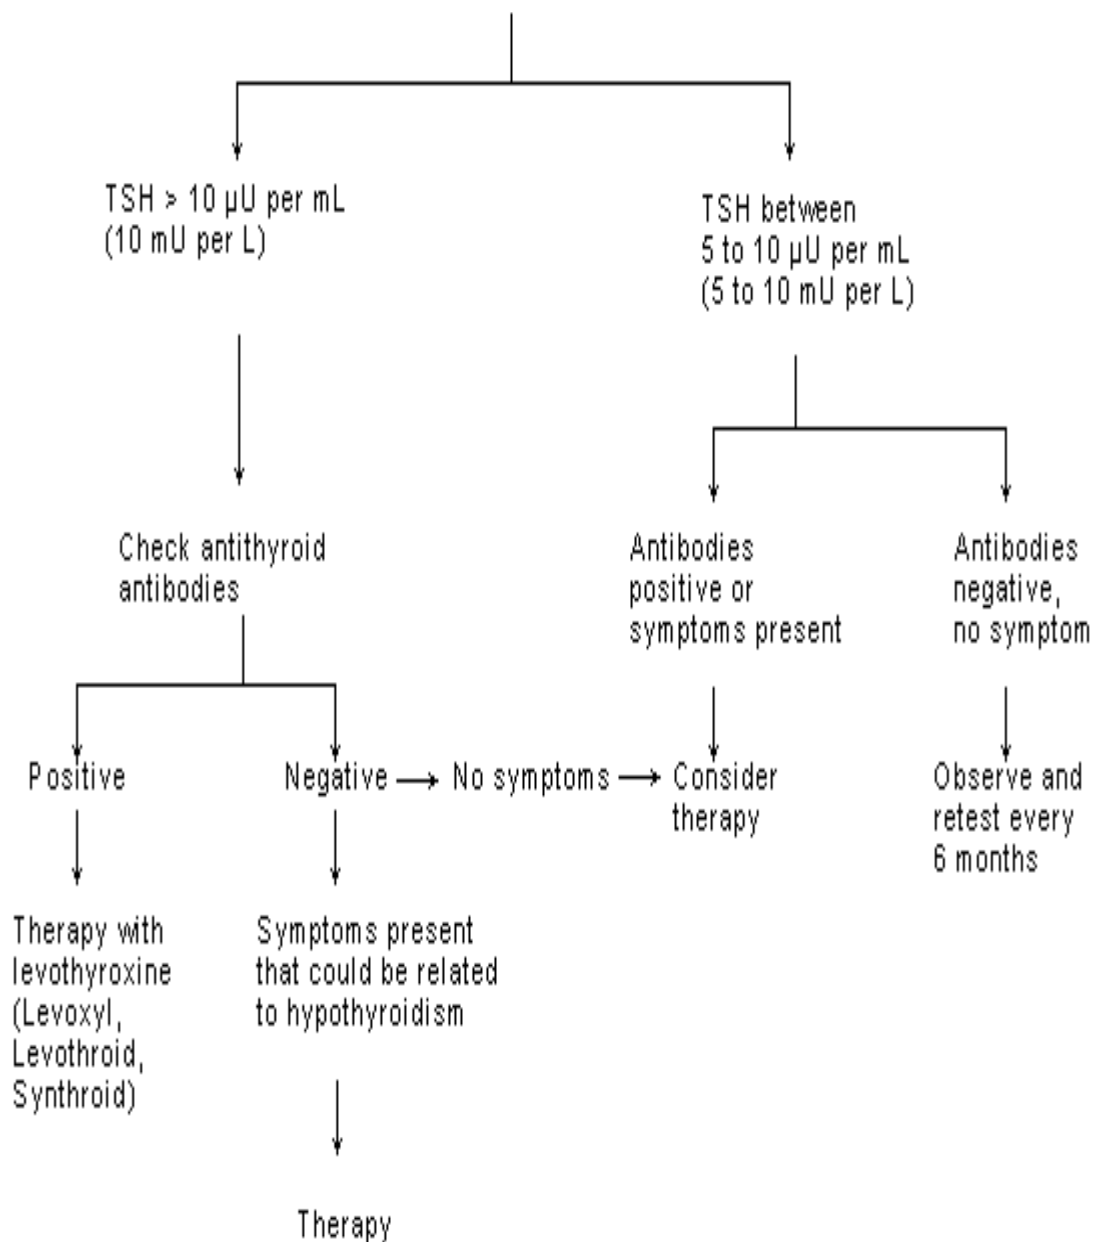 TSH > 10 µU per mL
(10 mU per L)
TSH between
5 to 10 µU per mL
(5 to 10 mU per L)
Check antithyroid
antibodies
Antibodies
positive or
symptoms present
Antibodies
negative,
no symptom
Positive
Negative
No symptoms
Consider
therapy
Observe and
retest every
6 months
Therapy with
levothyroxine
(Levoxyl,
Levothroid,
Synthroid)
Symptoms present
that could be related
to hypothyroidism
Therapy